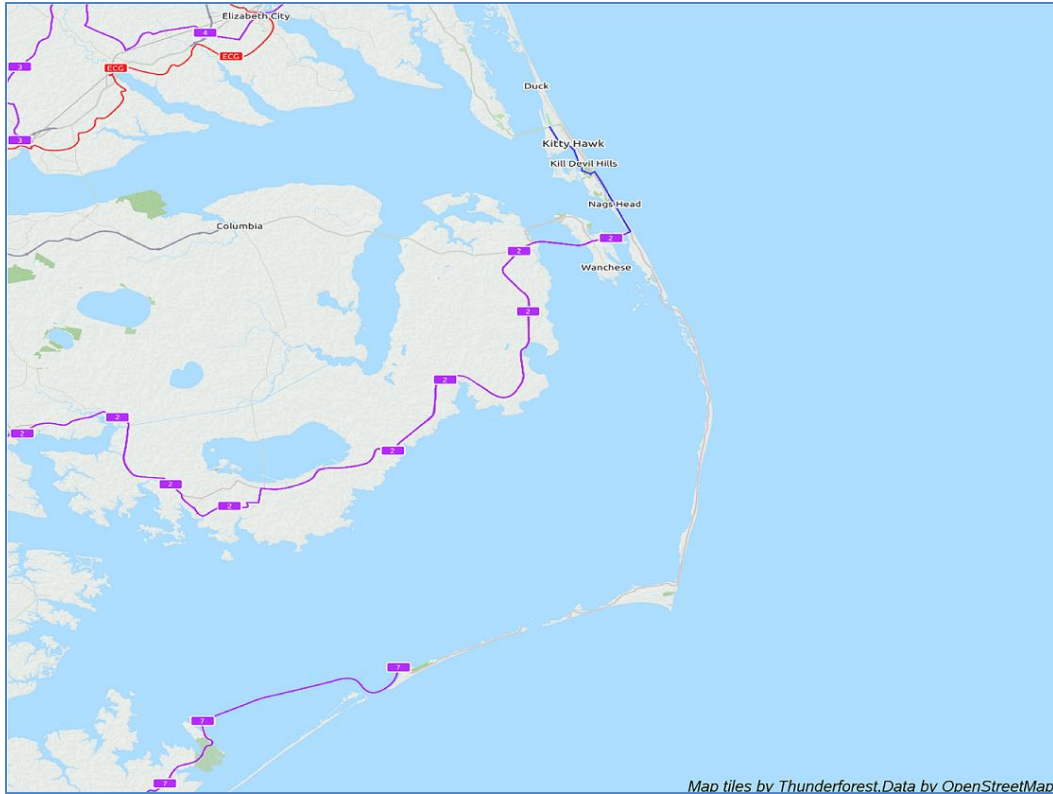 Elizabeth City
4
ECG
3
ECG
Duck
3
Kitty Hawk
Kill Devil Hills
Nags Head
Columbia
2
2
Wanchese
2
2
2
2
2
2
2
7
7
7
Map tiles by Thunderforest,Data by OpenStreetMap